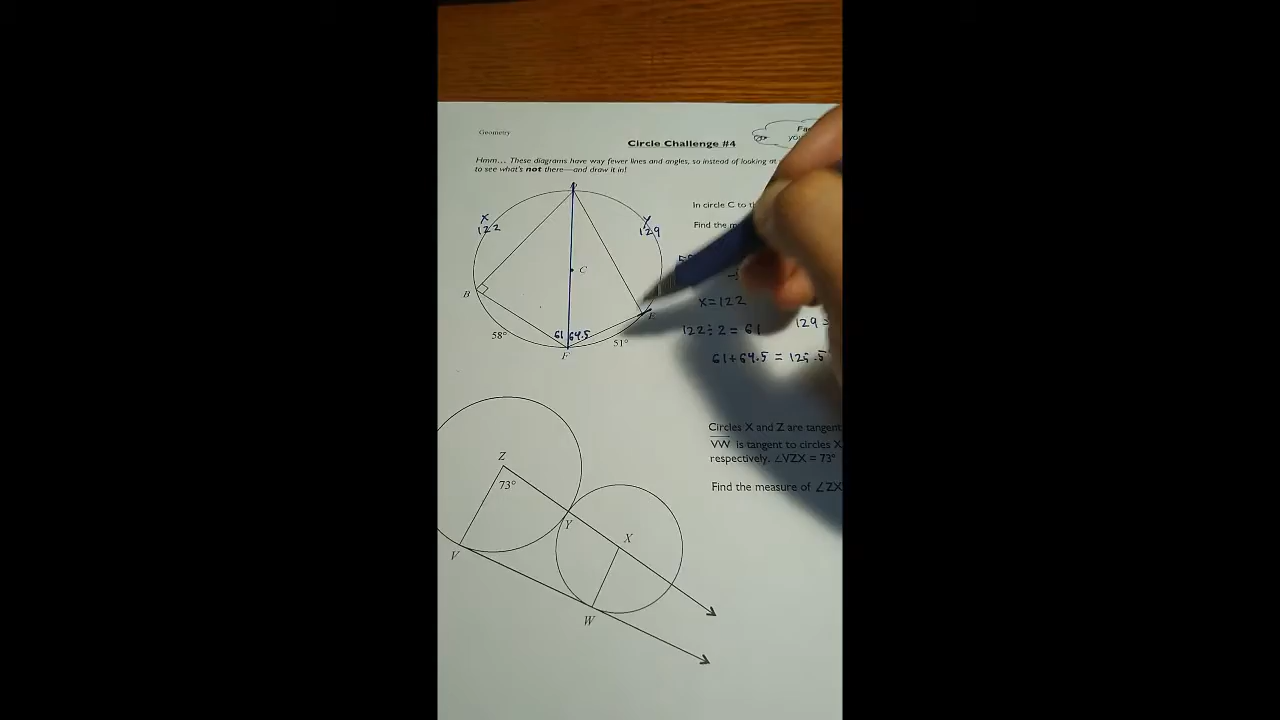 Geometry
Circle Challenge #4
Hmm... These diagrams have way fewer lines and angles, so instead of looking at
to see what's not there—and draw it in!
In circle C to th
Find the m
X
122
Y
129
C
B
E
58°
61
64.5
51°
F
x=122
122÷2=61
129=
61+64.5=125.5
Circles X and Z are tangent
VW is tangent to circles X
respectively. ∠VZX = 73°
Find the measure of ∠ZX
Z
73°
Y
X
V
W